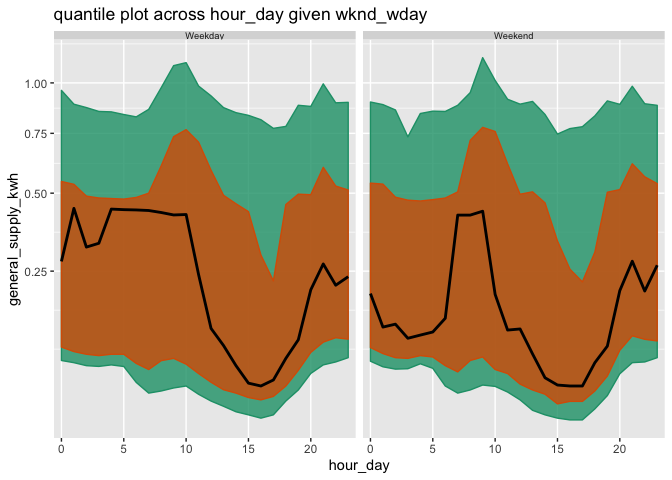 quantile plot across hour_day given wknd_wday
Weekday
Weekend
1.00
0.75
0.50
0.25
general_supply_kwh
0 5 10 15 20
0 5 10 15 20
hour_day